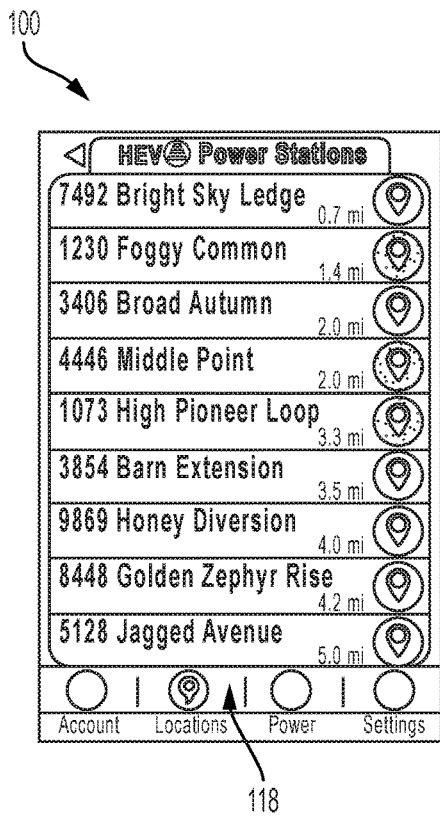 100
HEV Power Stations
7492 Bright Sky Ledge
0.7 mi
1230 Foggy Common
1.4 mi
3406 Broad Autumn
2.0 mi
4446 Middle Point
2.0 mi
1073 High Pioneer Loop
3.3 mi
3854 Barn Extension
3.5 mi
9869 Honey Diversion
4.0 mi
8448 Golden Zephyr Rise
4.2 mi
5128 Jagged Avenue
5.0 mi
Account Locations Power Settings
118